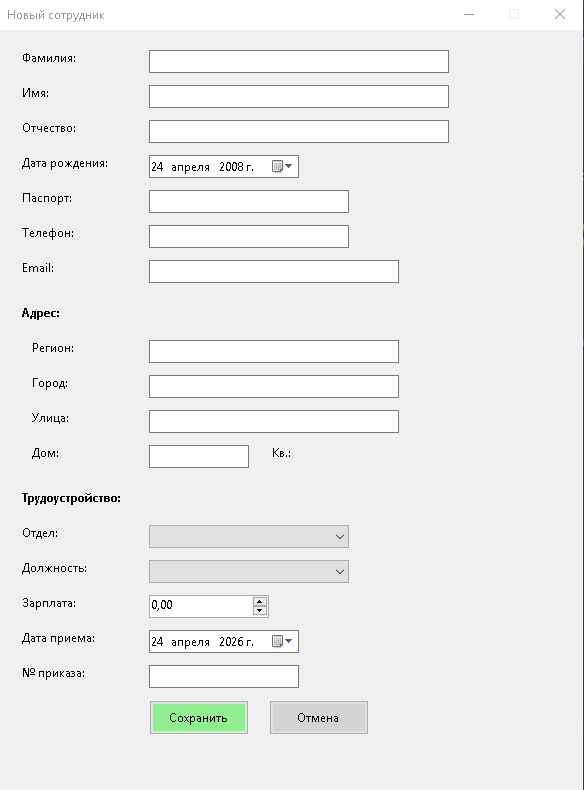 Новый сотрудник
Фамилия:
Имя:
Отчество:
Дата рождения: 24 апреля 2008 г.
Паспорт:
Телефон:
Email:
Адрес:
Регион:
Город:
Улица:
Дом: Кв.:
Трудоустройство:
Отдел:
Должность:
Зарплата: 0,00
Дата приема: 24 апреля 2026 г.
№ приказа:
Сохранить Отмена